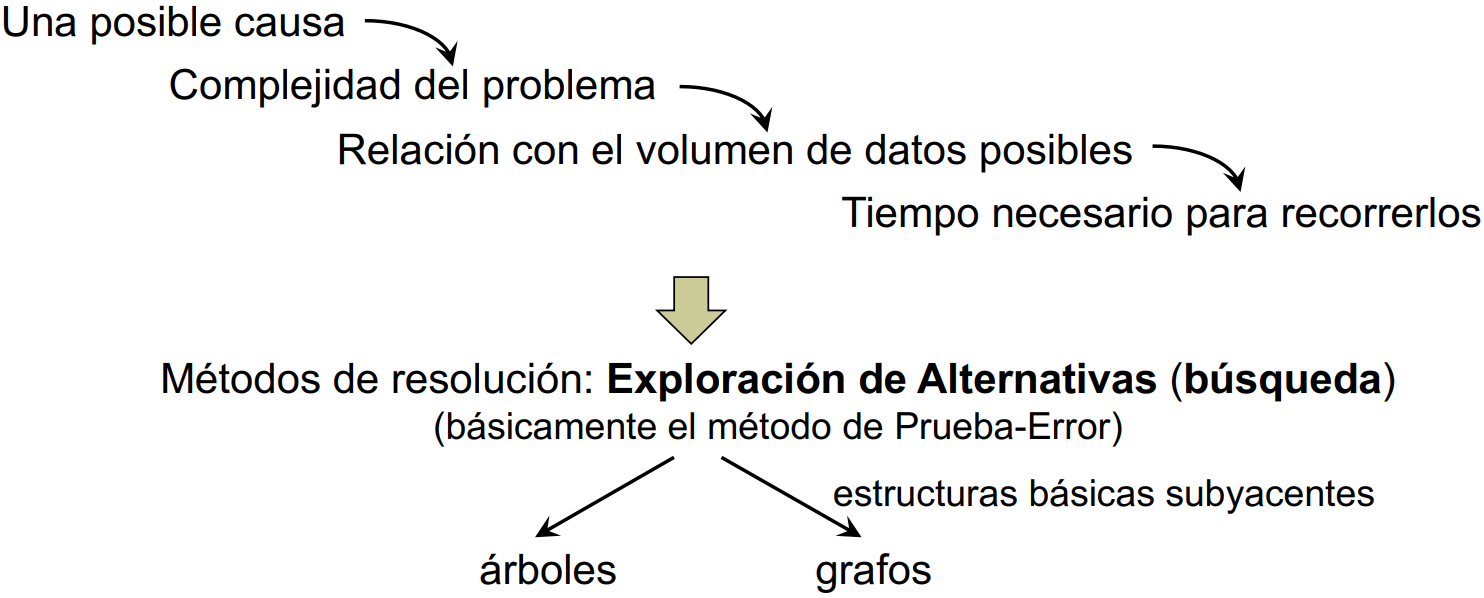 Una posible causa
Complejidad del problema
Relación con el volumen de datos posibles
Tiempo necesario para recorrerlos
Métodos de resolución: Exploración de Alternativas (búsqueda)
(básicamente el método de Prueba-Error)
estructuras básicas subyacentes
árboles grafos